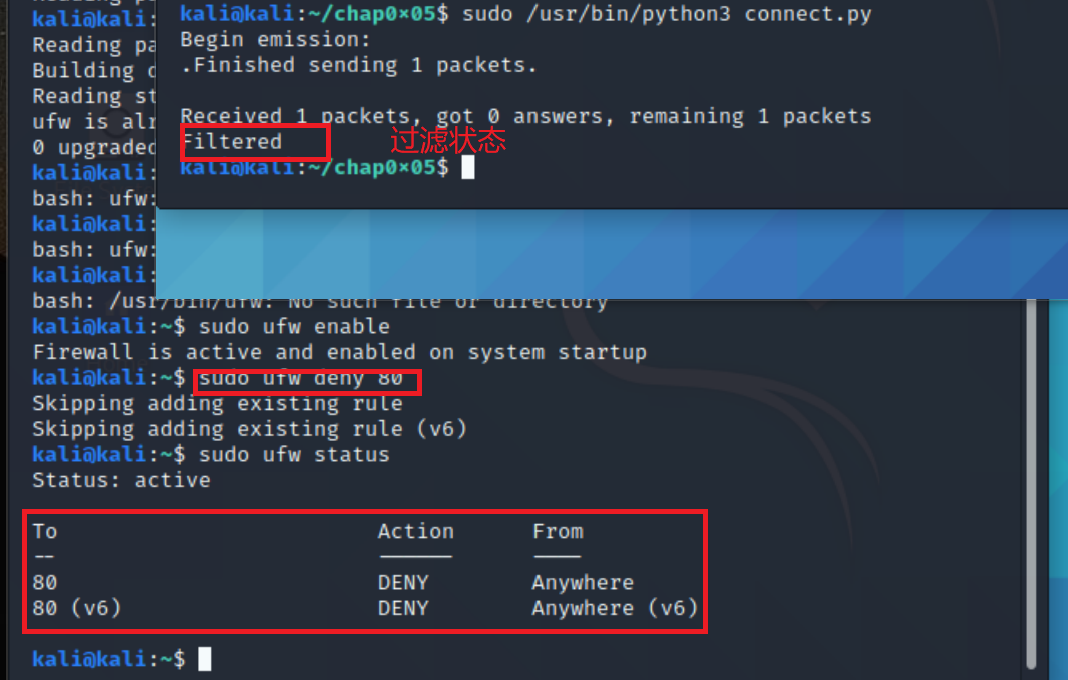 kali@kali:~/chap0×05$ sudo /usr/bin/python3 connect.py
Begin emission:
.Finished sending 1 packets.
Received 1 packets, got 0 answers, remaining 1 packets
Filtered
过滤状态
kali@kali:~/chap0×05$
kali@kali:
Reading pa
Building d
Reading st
ufw is alr
0 upgraded
kali@kali:
bash: ufw:
kali@kali:
bash: ufw:
kali@kali:
bash: /usr/bin/ufw: No such file or directory
kali@kali:~$ sudo ufw enable
Firewall is active and enabled on system startup
kali@kali:~$ sudo ufw deny 80
Skipping adding existing rule
Skipping adding existing rule (v6)
kali@kali:~$ sudo ufw status
Status: active
To Action From
-- ------ ----
80 DENY Anywhere
80 (v6) DENY Anywhere (v6)
kali@kali:~$